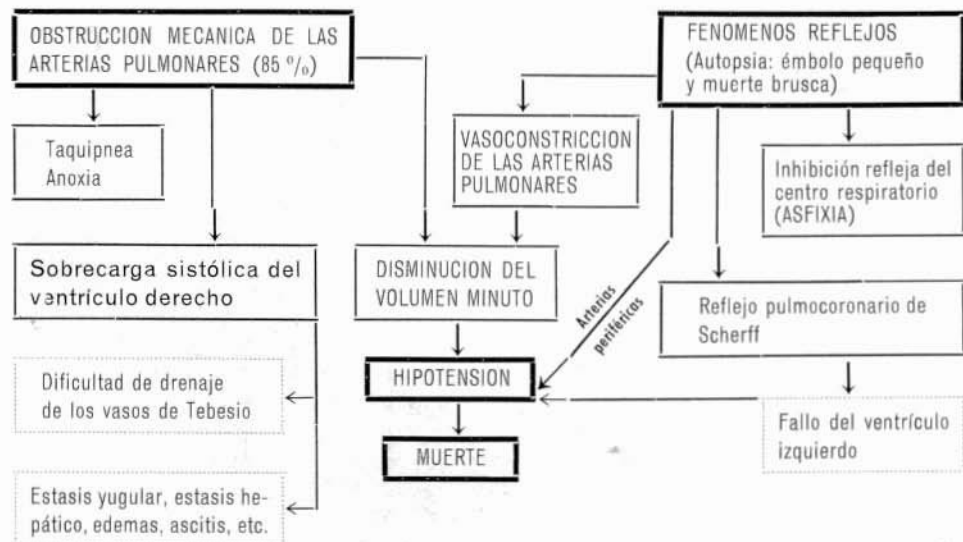 OBSTRUCCION MECANICA DE LAS
ARTERIAS PULMONARES (85 %)
FENOMENOS REFLEJOS
(Autopsia: émbolo pequeño
y muerte brusca)
Taquipnea
Anoxia
VASOCONSTRICCION
DE LAS ARTERIAS
PULMONARES
Inhibición refleja del
centro respiratorio
(ASFIXIA)
Sobrecarga sistólica del
ventrículo derecho
DISMINUCION DEL
VOLUMEN MINUTO
Arterias
periféricas
Reflejo pulmocoronario de
Scherff
Dificultad de drenaje
de los vasos de Tebesio
HIPOTENSION
Fallo del ventrículo
izquierdo
MUERTE
Estasis yugular, estasis he-
pático, edemas, ascitis, etc.